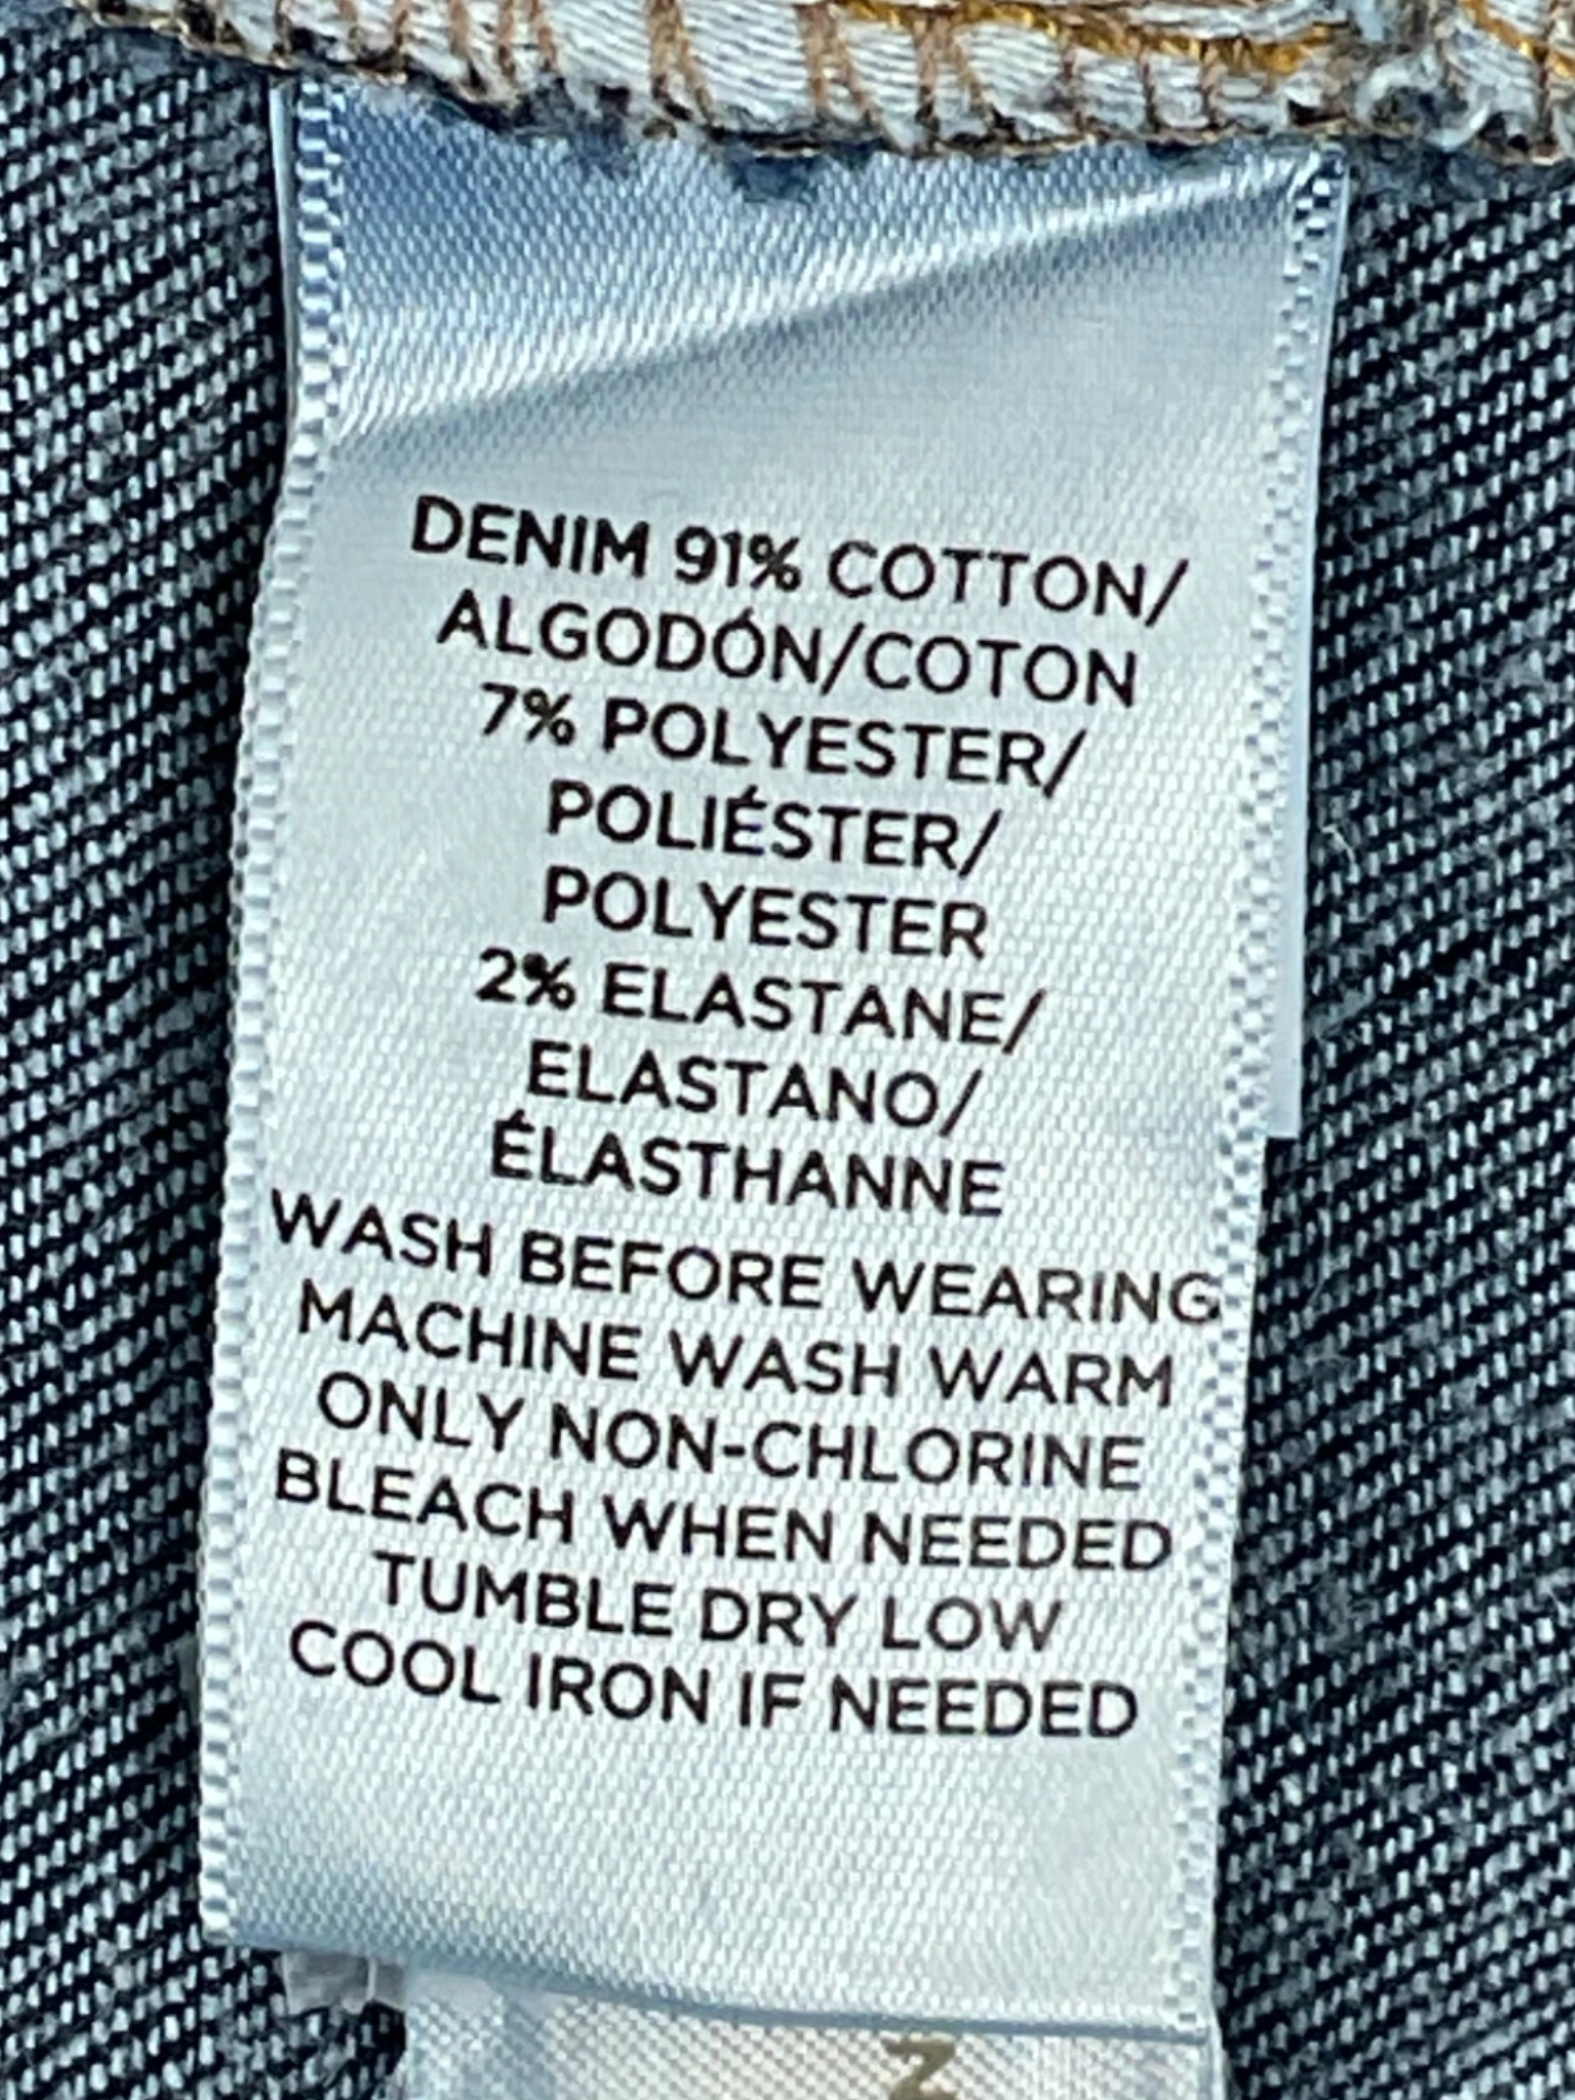 DENIM 91% COTTON/
ALGODÓN/COTON
7% POLYESTER/
POLIÉSTER/
POLYESTER
2% ELASTANE/
ELASTANO/
ÉLASTHANNE
WASH BEFORE WEARING
MACHINE WASH WARM
ONLY NON-CHLORINE
BLEACH WHEN NEEDED
TUMBLE DRY LOW
COOL IRON IF NEEDED